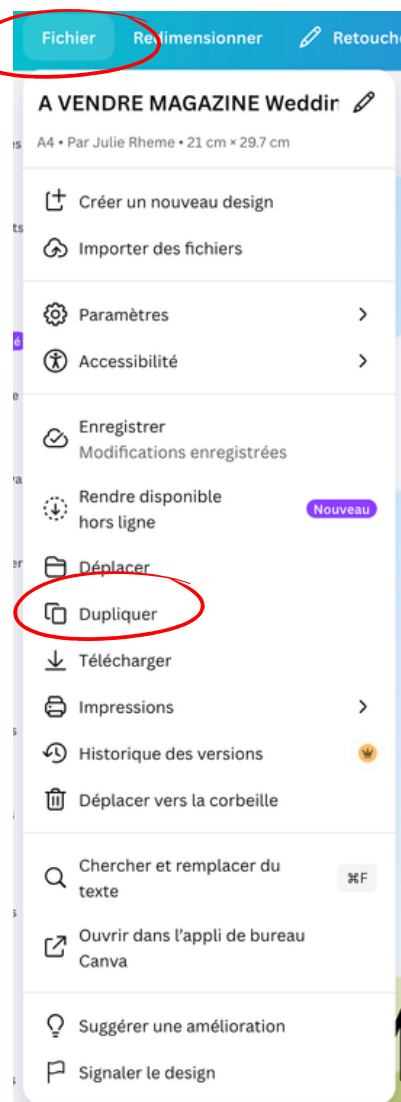 Fichier Redimensionner Retouch
A VENDRE MAGAZINE Weddin
A4 • Par Julie Rheme • 21 cm × 29.7 cm
Créer un nouveau design
Importer des fichiers
Paramètres
Accessibilité
Enregistrer
Modifications enregistrées
Rendre disponible
hors ligne
Nouveau
Déplacer
Dupliquer
Télécharger
Impressions
Historique des versions
Déplacer vers la corbeille
Chercher et remplacer du
texte
⌘F
Ouvrir dans l'appli de bureau
Canva
Suggérer une amélioration
Signaler le design